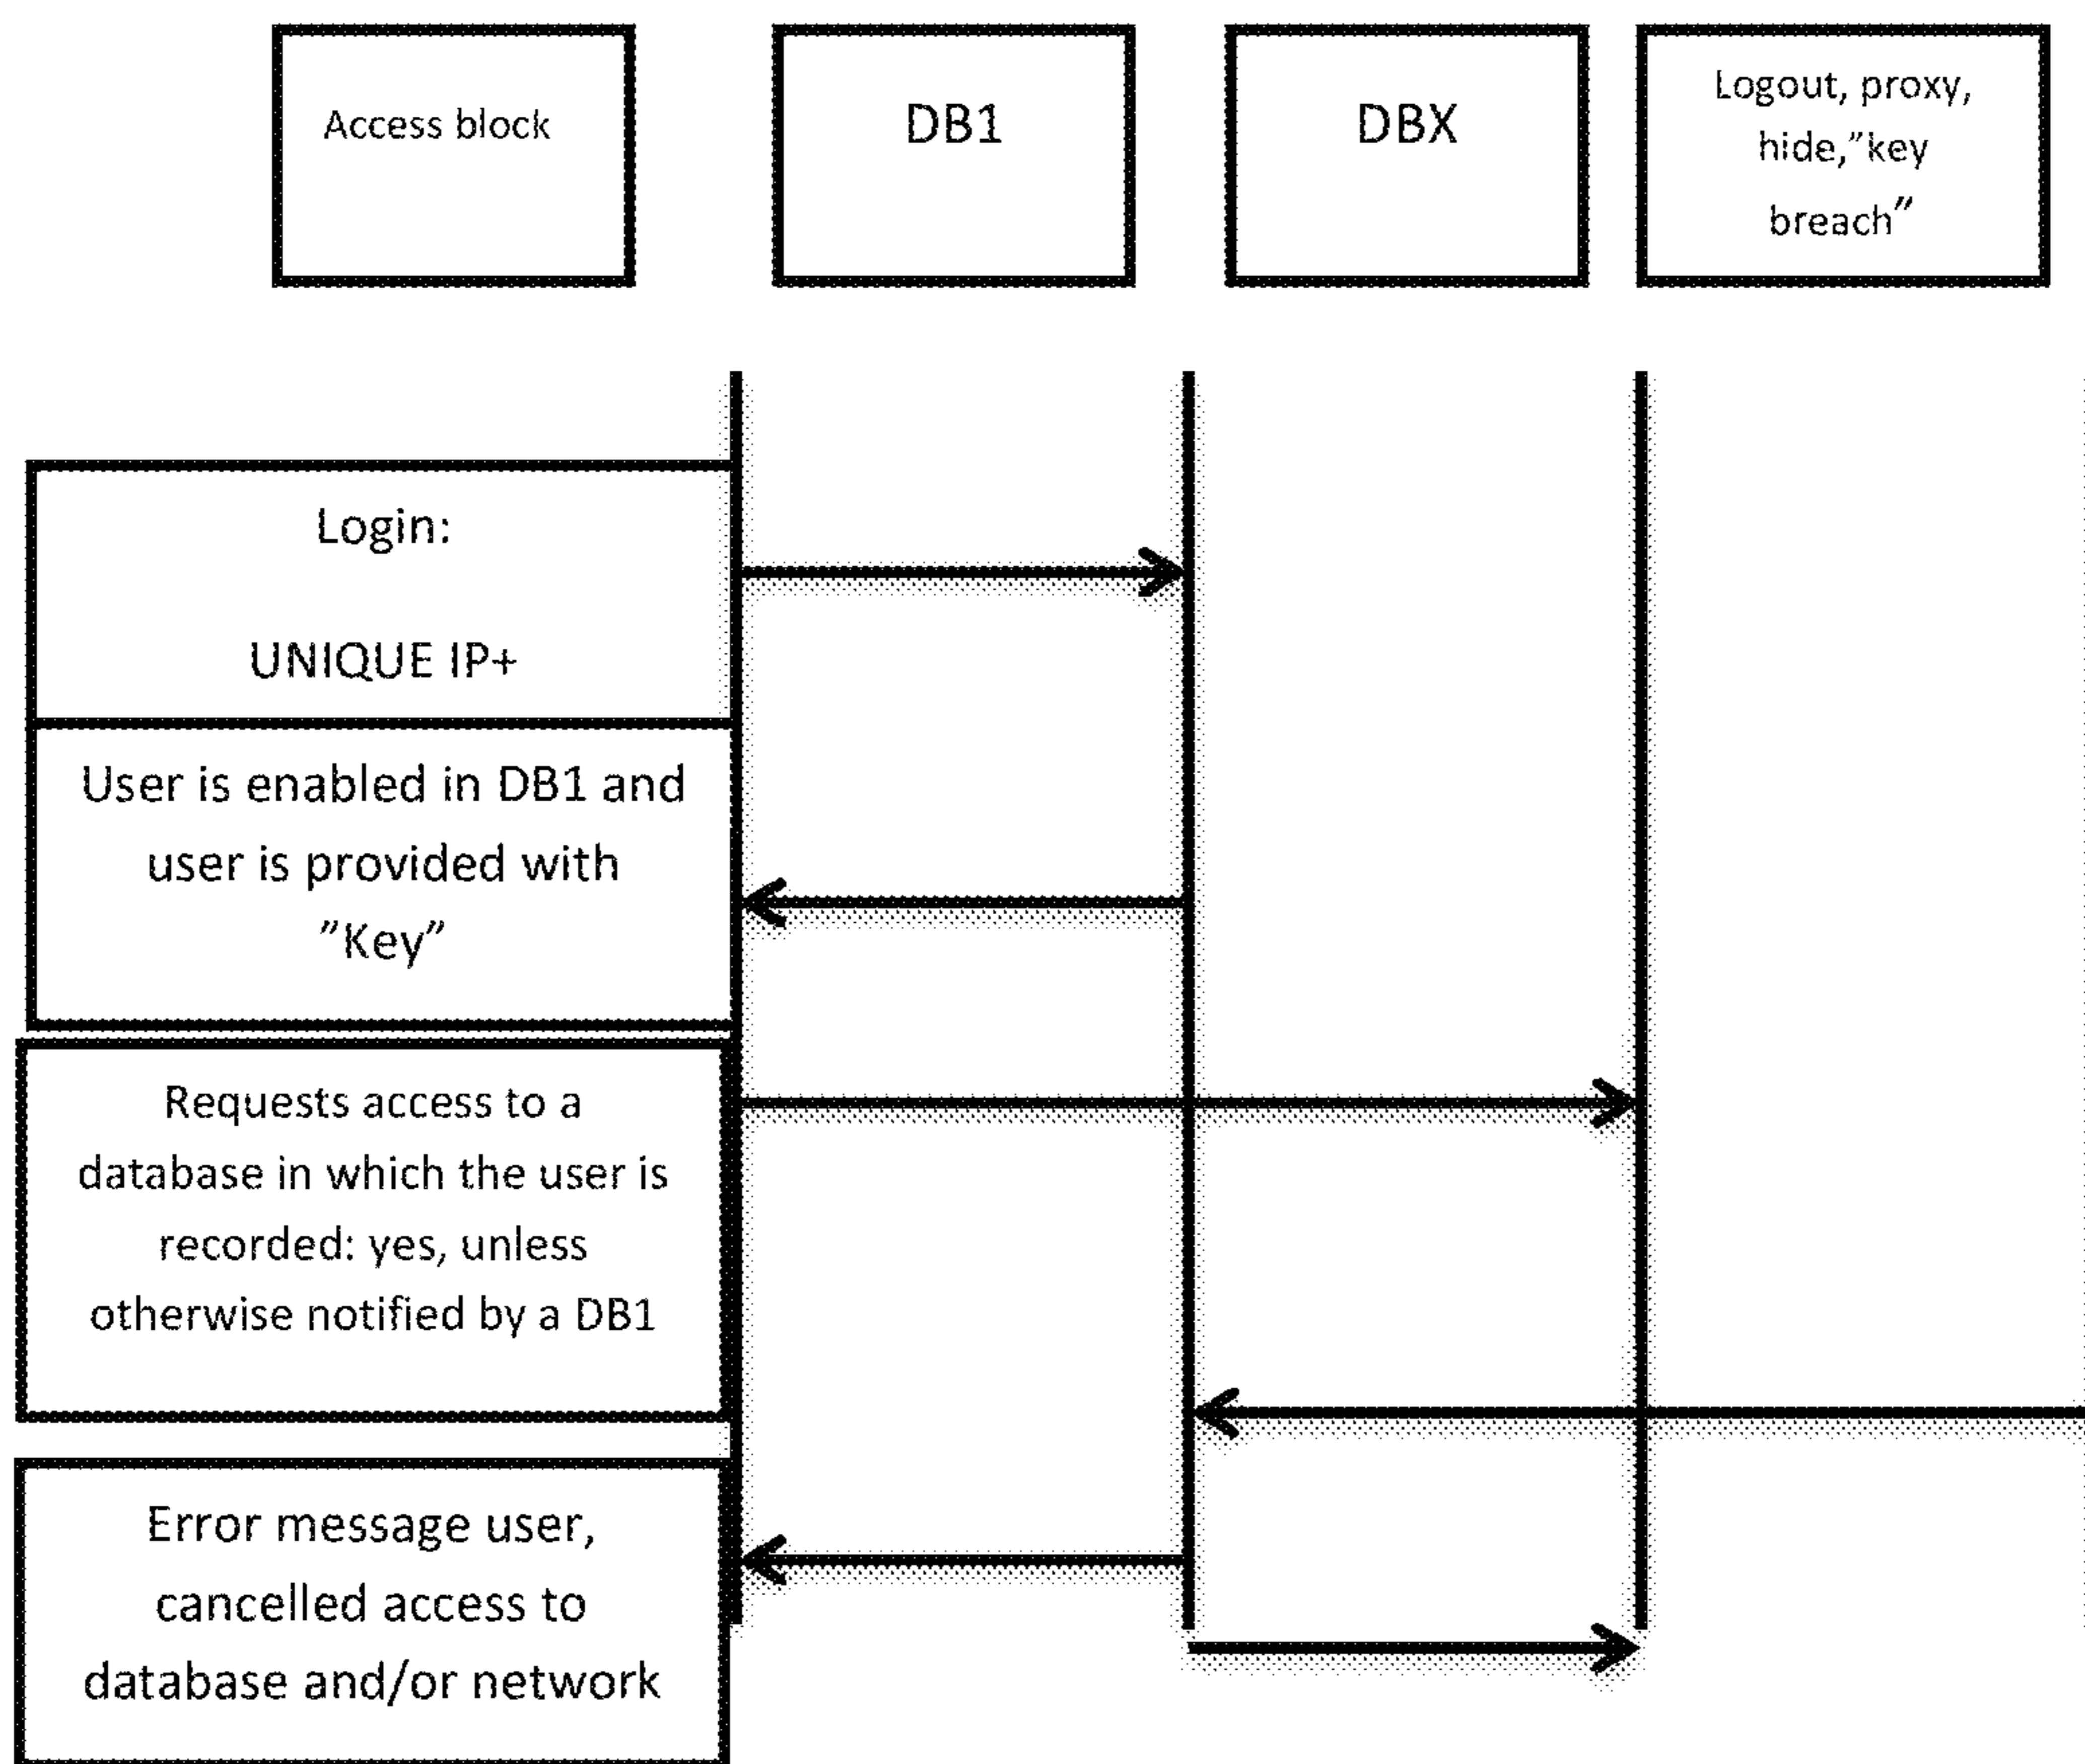 Access block
DB1
DBX
Logout, proxy,
hide,”key
breach”
Login:
UNIQUE IP+
User is enabled in DB1 and
user is provided with
”Key”
Requests access to a
database in which the user is
recorded: yes, unless
otherwise notified by a DB1
Error message user,
cancelled access to
database and/or network